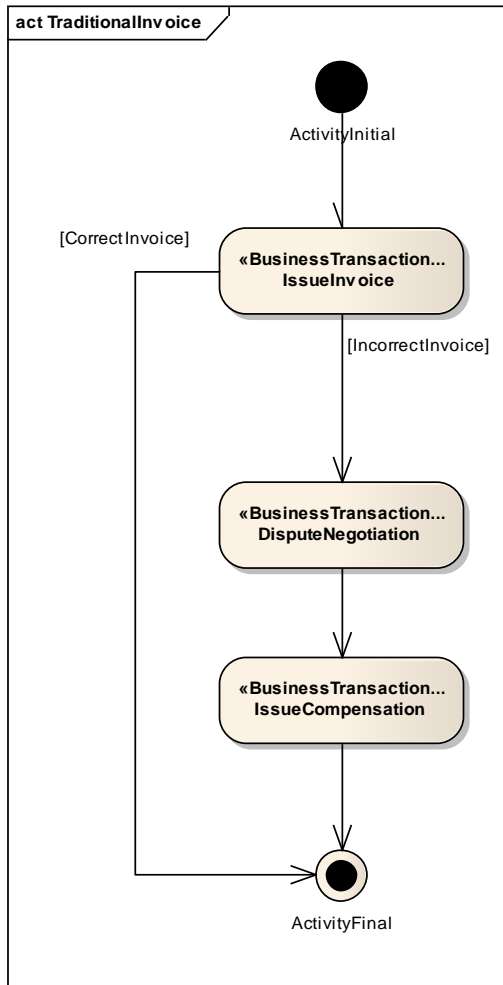 act TraditionalInvoice
ActivityInitial
[CorrectInvoice]
«BusinessTransaction...
IssueInvoice
[IncorrectInvoice]
«BusinessTransaction...
DisputeNegotiation
«BusinessTransaction...
IssueCompensation
ActivityFinal